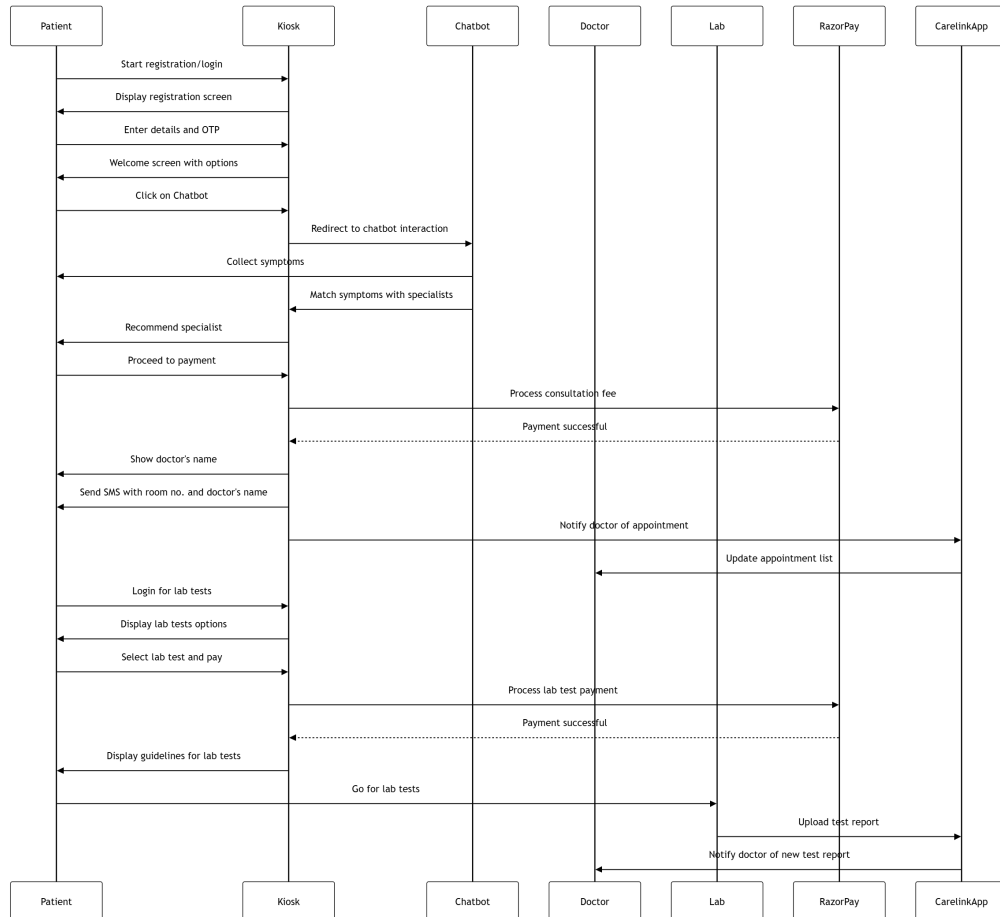 Patient
Kiosk
Chatbot
Doctor
Lab
RazorPay
CarelinkApp
Start registration/login
Display registration screen
Enter details and OTP
Welcome screen with options
Click on Chatbot
Redirect to chatbot interaction
Collect symptoms
Match symptoms with specialists
Recommend specialist
Proceed to payment
Process consultation fee
Payment successful
Show doctor's name
Send SMS with room no. and doctor's name
Notify doctor of appointment
Update appointment list
Login for lab tests
Display lab tests options
Select lab test and pay
Process lab test payment
Payment successful
Display guidelines for lab tests
Go for lab tests
Upload test report
Notify doctor of new test report
Patient
Kiosk
Chatbot
Doctor
Lab
RazorPay
CarelinkApp